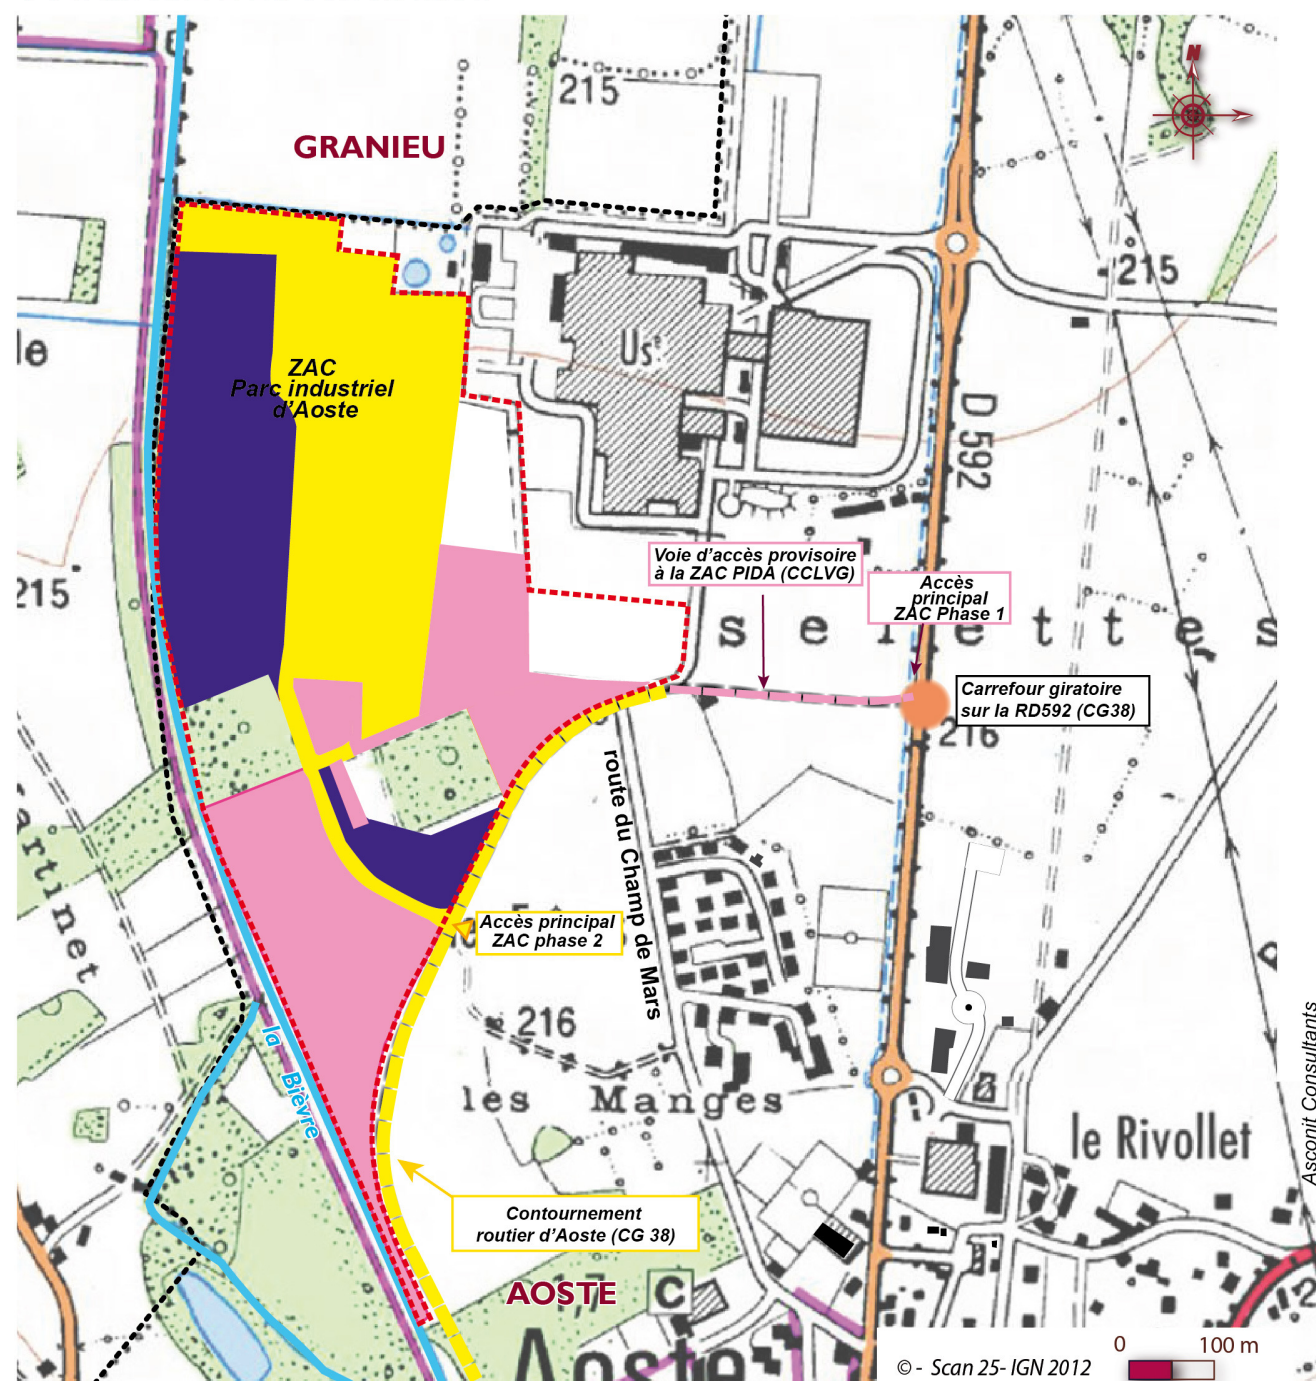 215
GRANIEU
N
215
le
Us.ᵉ
ZAC
Parc industriel
d'Aoste
D 592
Voie d'accès provisoire
à la ZAC PIDA (CCLVG)
Accès
principal
ZAC Phase 1
215
selettes
Carrefour giratoire
sur la RD592 (CG38)
216
route du Champ de Mars
artinet
Accès principal
ZAC phase 2
216
la Bièvre
les Manges
le Rivollet
Asconit Consultants
Contournement
routier d'Aoste (CG 38)
AOSTE
C
Aoste
0 100 m
© - Scan 25- IGN 2012